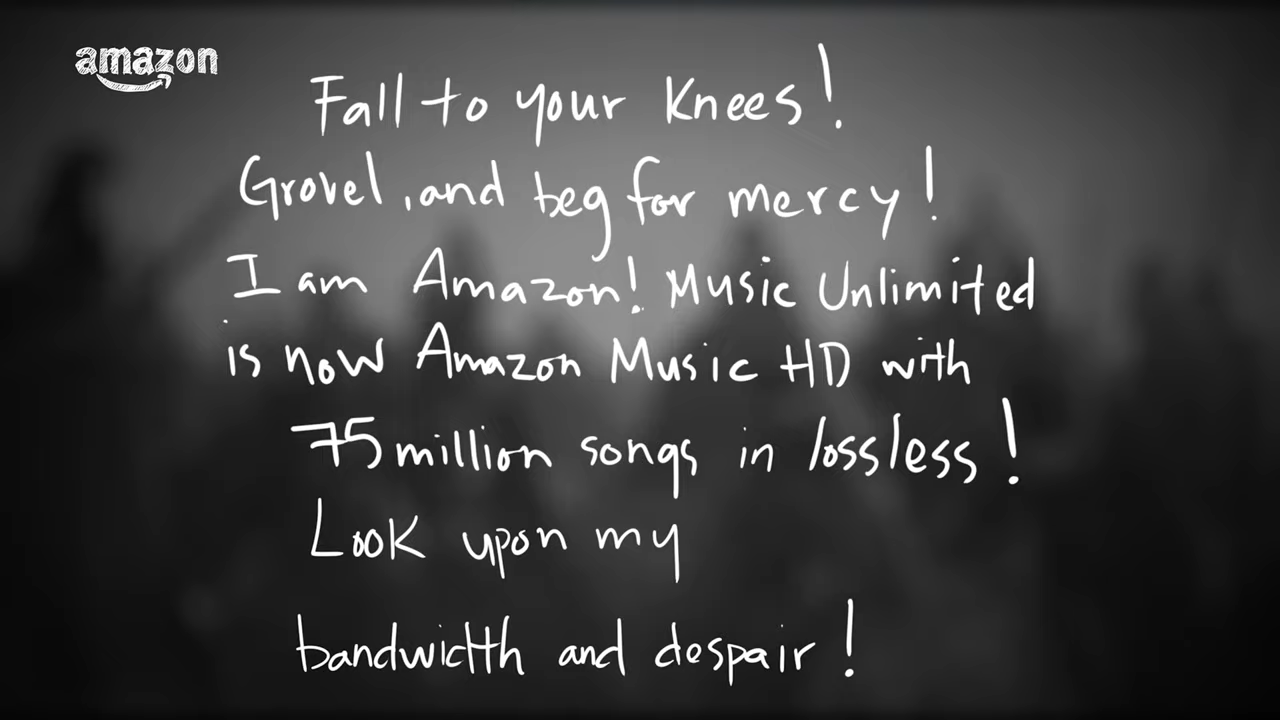 amazon
Fall to your Knees!
Grovel, and beg for mercy!
I am Amazon! Music Unlimited
is now Amazon Music HD with
75 million songs in lossless!
Look upon my
bandwidth and despair!